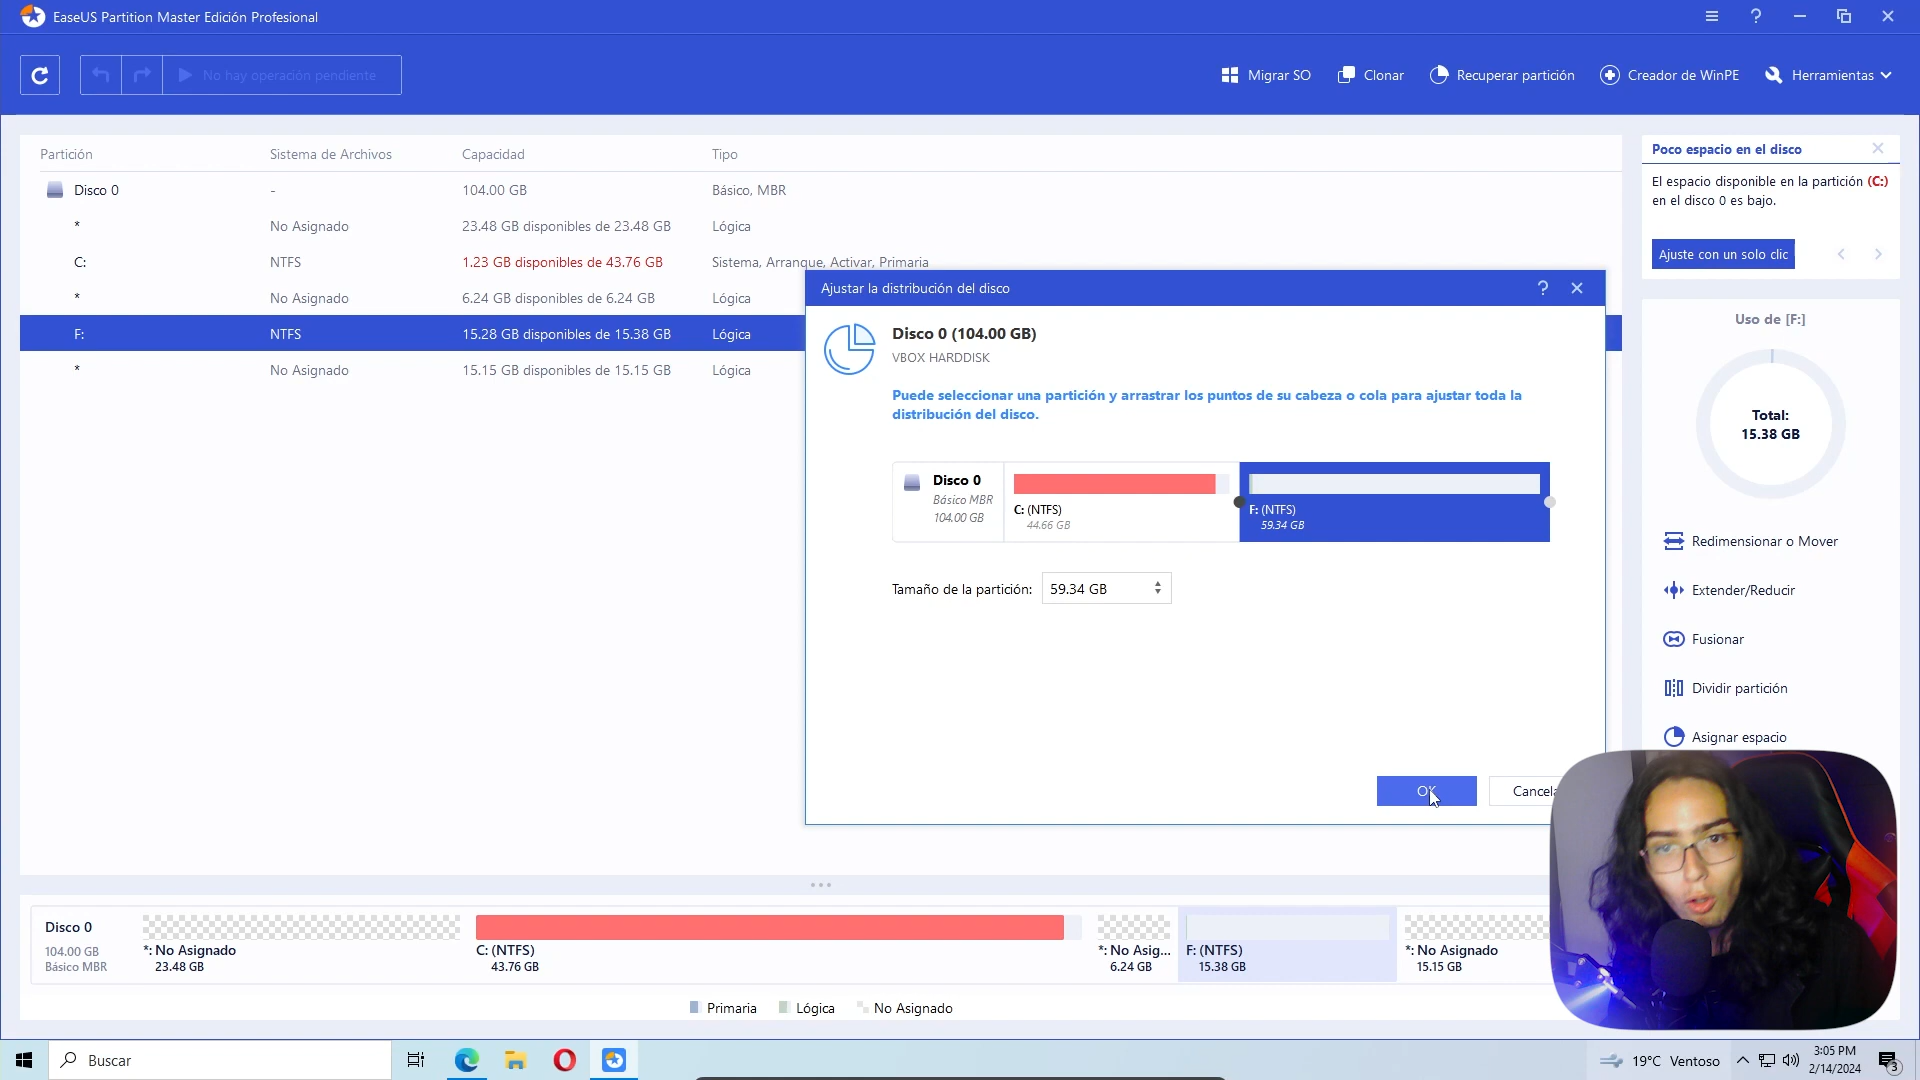 EaseUS Partition Master Edición Profesional
No hay operación pendiente
Migrar SO
Clonar
Recuperar partición
Creador de WinPE
Herramientas
Partición Sistema de Archivos Capacidad Tipo
Disco 0 - 104.00 GB Básico, MBR
* No Asignado 23.48 GB disponibles de 23.48 GB Lógica
C: NTFS 1.23 GB disponibles de 43.76 GB Sistema, Arranque, Activar, Primaria
* No Asignado 6.24 GB disponibles de 6.24 GB Lógica
F: NTFS 15.28 GB disponibles de 15.38 GB Lógica
* No Asignado 15.15 GB disponibles de 15.15 GB Lógica
Ajustar la distribución del disco
?
Disco 0 (104.00 GB)
VBOX HARDDISK
Puede seleccionar una partición y arrastrar los puntos de su cabeza o cola para ajustar toda la
distribución del disco.
Disco 0
Básico MBR
104.00 GB
C: (NTFS)
44.66 GB
F: (NTFS)
59.34 GB
Tamaño de la partición: 59.34 GB
OK
Cancela
Poco espacio en el disco
El espacio disponible en la partición (C:)
en el disco 0 es bajo.
Ajuste con un solo clic
Uso de [F:]
Total:
15.38 GB
Redimensionar o Mover
Extender/Reducir
Fusionar
Dividir partición
Asignar espacio
Disco 0
104.00 GB
Básico MBR
*: No Asignado
23.48 GB
C: (NTFS)
43.76 GB
*: No Asig...
6.24 GB
F: (NTFS)
15.38 GB
*: No Asignado
15.15 GB
Primaria Lógica No Asignado
Buscar
19°C Ventoso
3:05 PM
2/14/2024
3